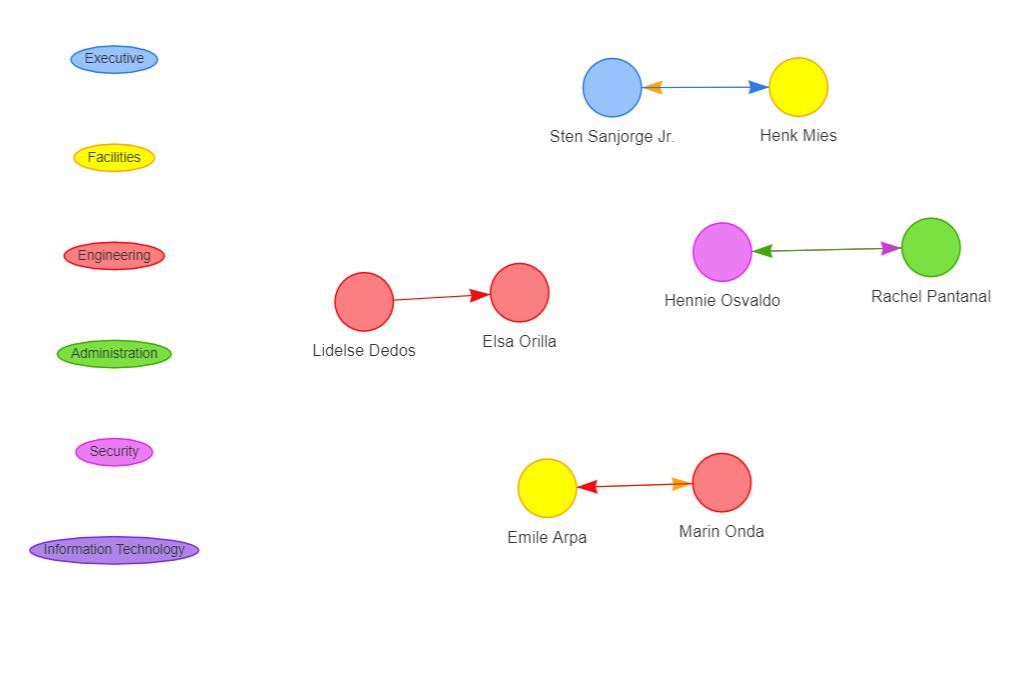 Executive
Facilities
Engineering
Administration
Security
Information Technology
Sten Sanjorge Jr.
Henk Mies
Hennie Osvaldo
Rachel Pantanal
Lidelse Dedos
Elsa Orilla
Emile Arpa
Marin Onda